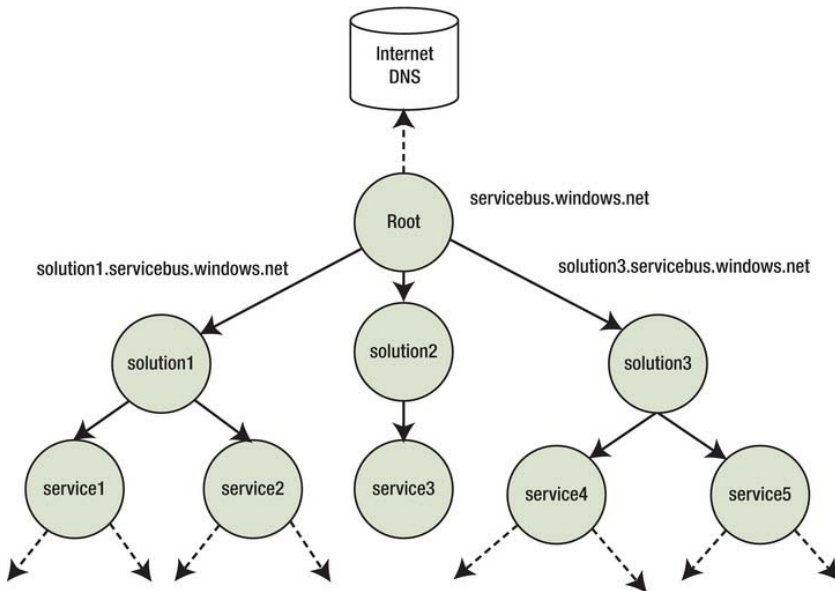 Internet
DNS
servicebus.windows.net
Root
solution1.servicebus.windows.net
solution3.servicebus.windows.net
solution1
solution2
solution3
service1
service2
service3
service4
service5